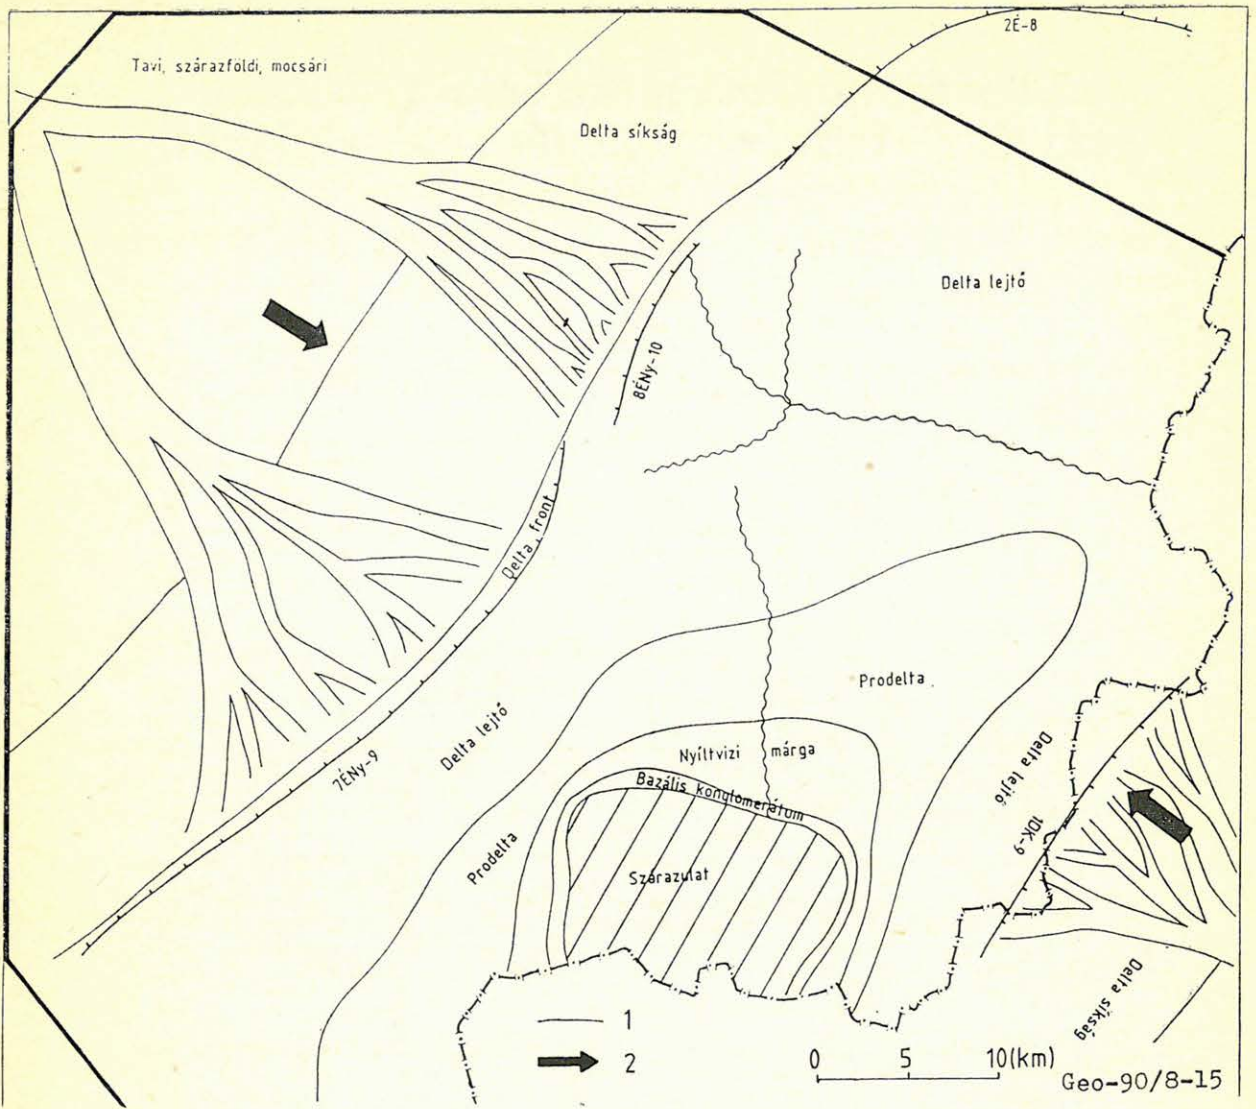 2É-8
Tavi, szárazföldi, mocsári
Delta síkság
Delta lejtő
8ÉNy-10
Delta front
Prodelta
Delta lejtő
Nyíltvizi márga
7ÉNy-9
Delta lejtő
Bazális konglomerátum
10K-9
Prodelta
Szárazulat
Delta síkság
1
2
0 5 10(km)
Geo-90/8-15